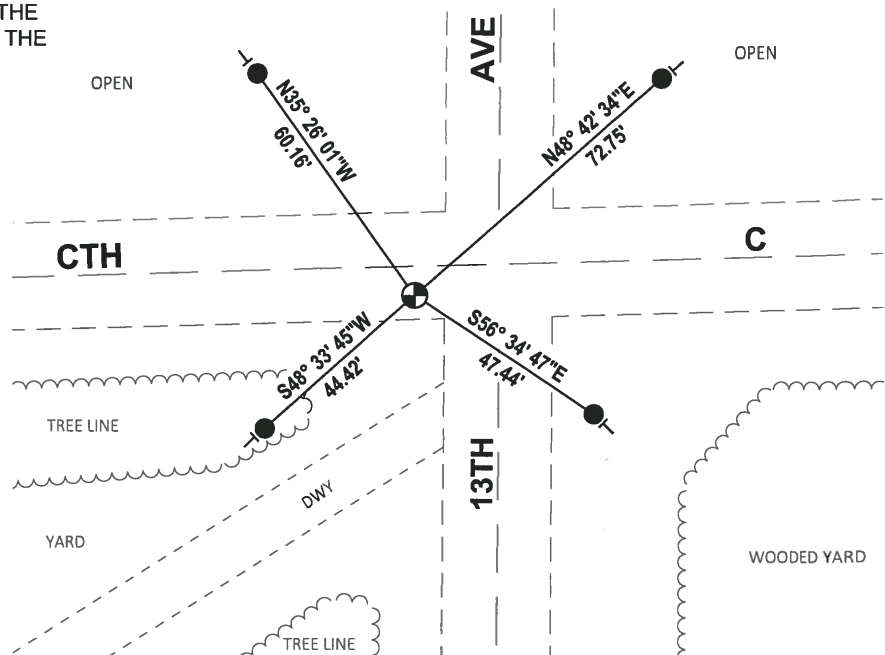 THE
THE
AVE
OPEN
OPEN
N35° 26' 01"W
60.16'
N48° 42' 34"E
72.75'
CTH
C
S48° 33' 45"W
44.42'
S56° 34' 47"E
47.44'
TREE LINE
13TH
DWY
YARD
WOODED YARD
TREE LINE